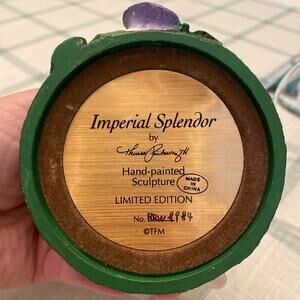 Imperial Splendor
by
Hand-painted
Sculpture
MADE IN
CHINA
LIMITED EDITION
No.
©TFM